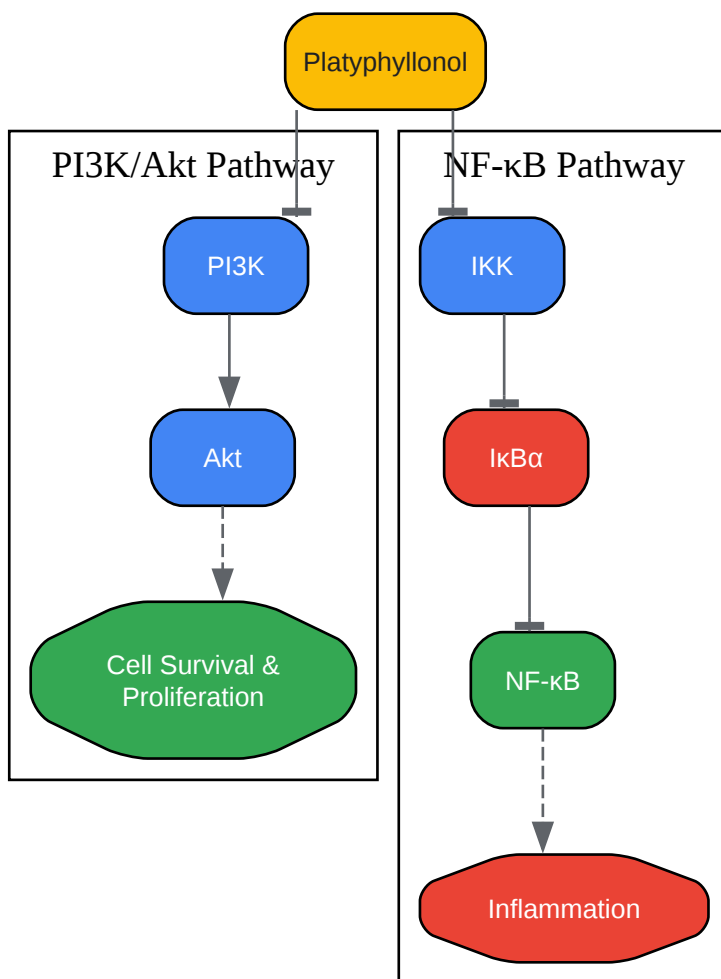 Platyphyllonol
PI3K/Akt Pathway
PI3K
Akt
Cell Survival &
Proliferation
NF-κB Pathway
IKK
IκBα
NF-κB
Inflammation